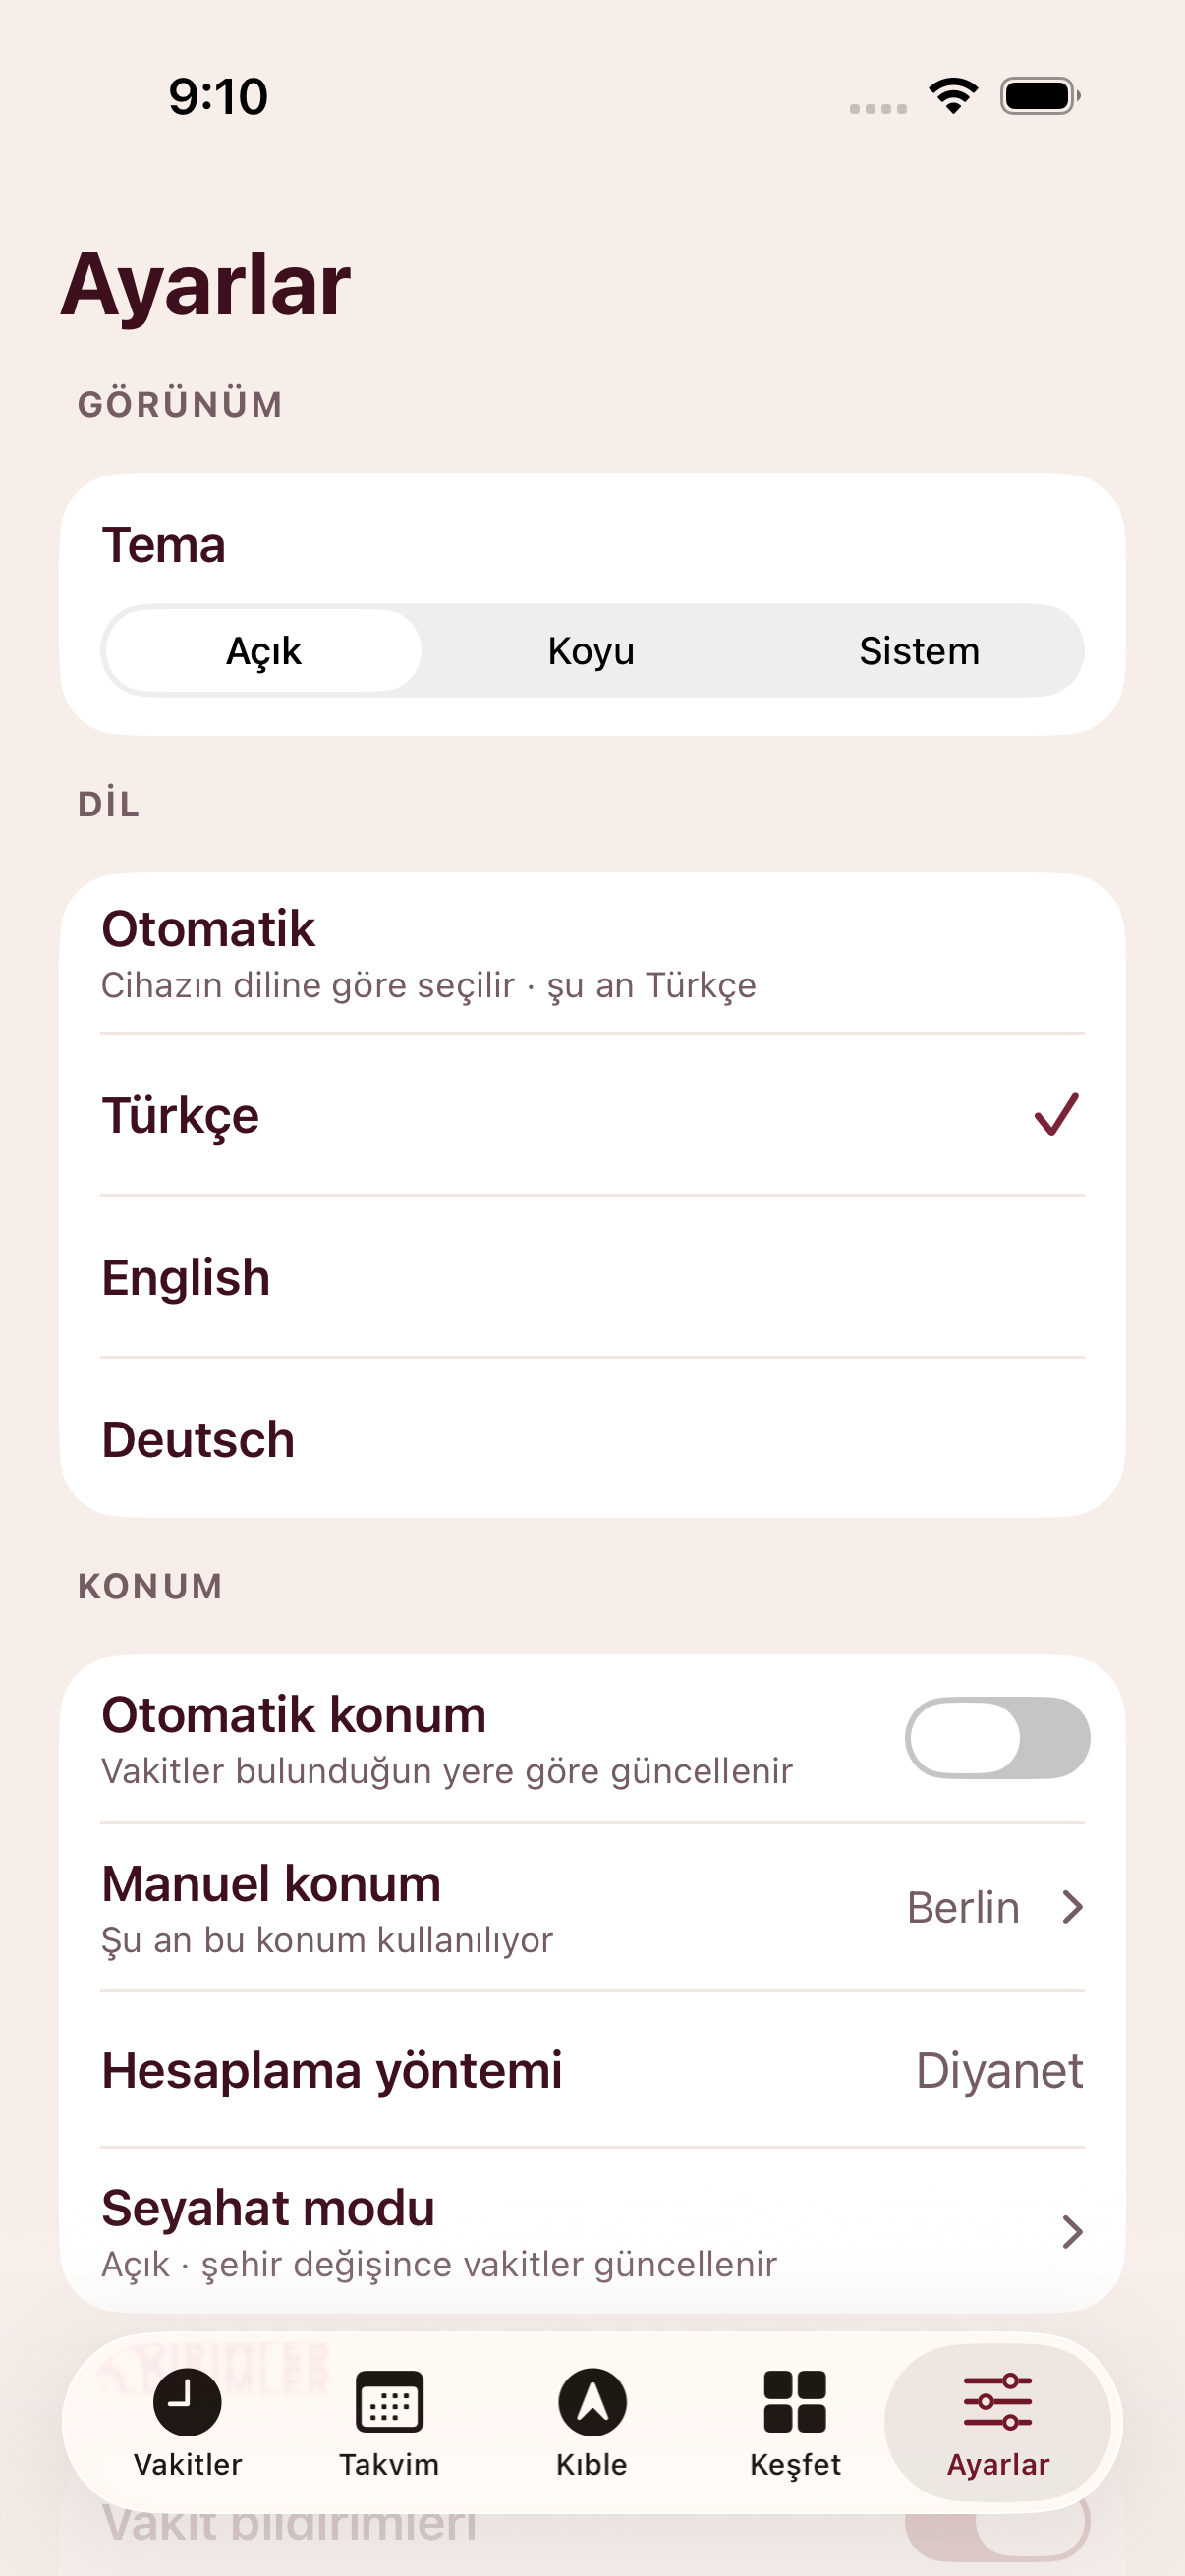 9:10
Ayarlar
GÖRÜNÜM
Tema
Açık Koyu Sistem
DİL
Otomatik
Cihazın diline göre seçilir · şu an Türkçe
Türkçe
English
Deutsch
KONUM
Otomatik konum
Vakitler bulunduğun yere göre güncellenir
Manuel konum
Şu an bu konum kullanılıyor
Berlin
Hesaplama yöntemi
Diyanet
Seyahat modu
Açık · şehir değişince vakitler güncellenir
Vakitler Takvim Kıble Keşfet Ayarlar
Vakit bildirimleri